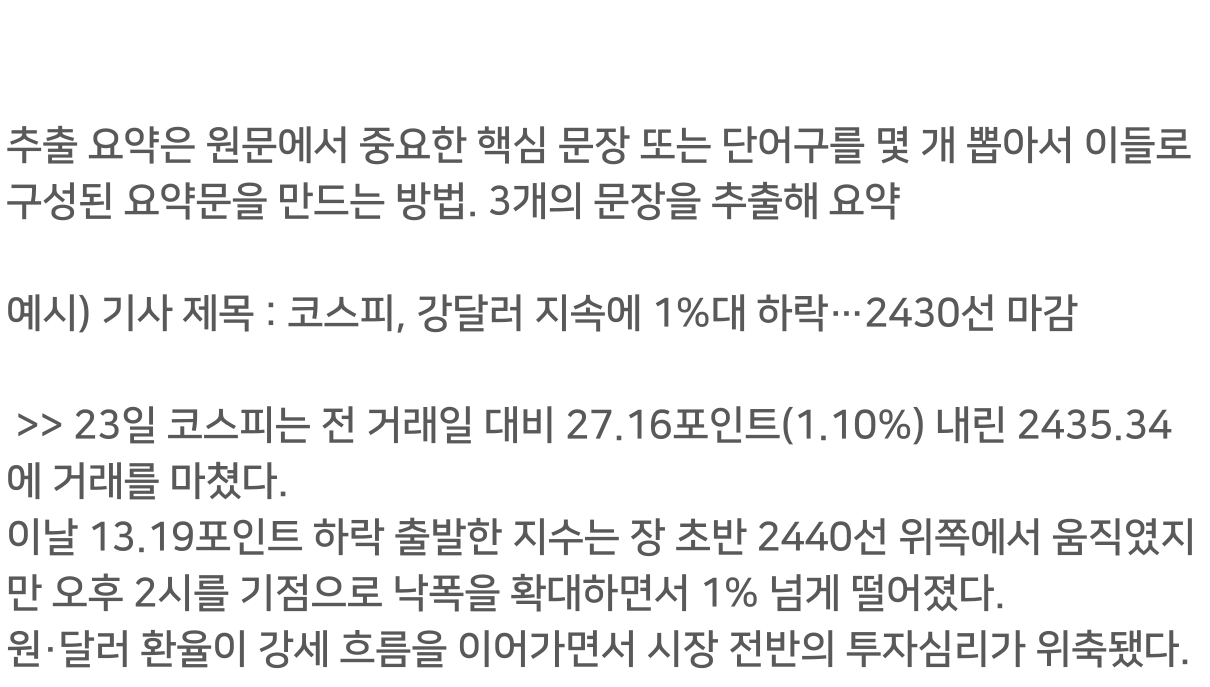 추출 요약은 원문에서 중요한 핵심 문장 또는 단어구를 몇 개 뽑아서 이들로
구성된 요약문을 만드는 방법. 3개의 문장을 추출해 요약
예시) 기사 제목 : 코스피, 강달러 지속에 1%대 하락…2430선 마감
>> 23일 코스피는 전 거래일 대비 27.16포인트(1.10%) 내린 2435.34
에 거래를 마쳤다.
이날 13.19포인트 하락 출발한 지수는 장 초반 2440선 위쪽에서 움직였지
만 오후 2시를 기점으로 낙폭을 확대하면서 1% 넘게 떨어졌다.
원·달러 환율이 강세 흐름을 이어가면서 시장 전반의 투자심리가 위축됐다.